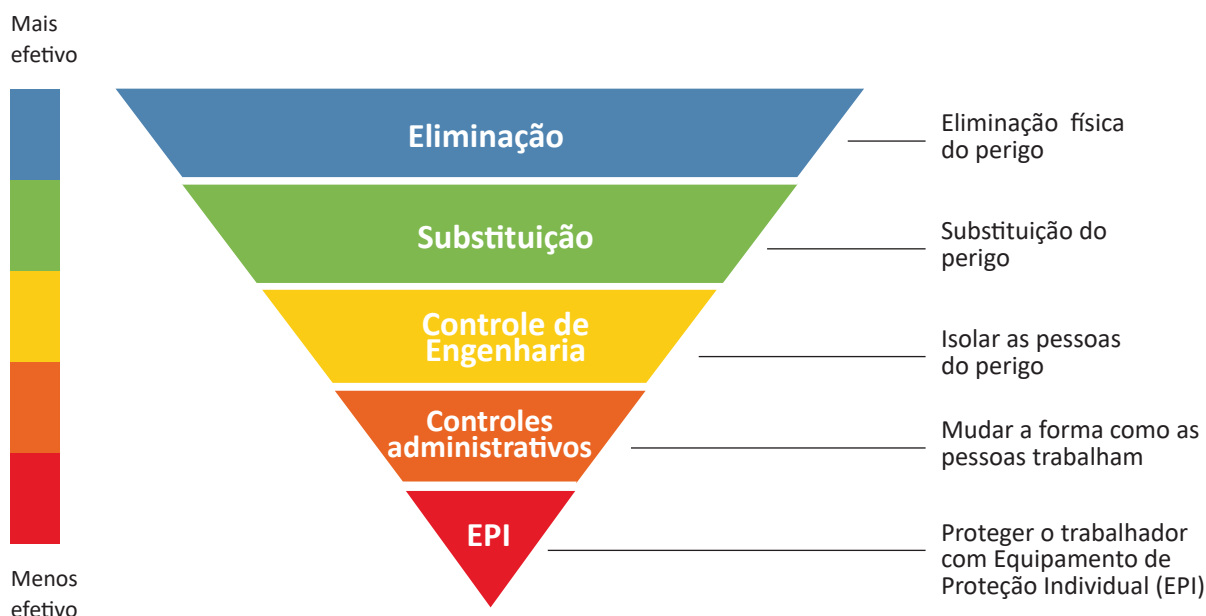 Mais
efetivo
Eliminação
Eliminação física
do perigo
Substituição
Substituição do
perigo
Controle de
Engenharia
Isolar as pessoas
do perigo
Controles
administrativos
Mudar a forma como as
pessoas trabalham
EPI
Proteger o trabalhador
com Equipamento de
Proteção Individual (EPI)
Menos
efetivo